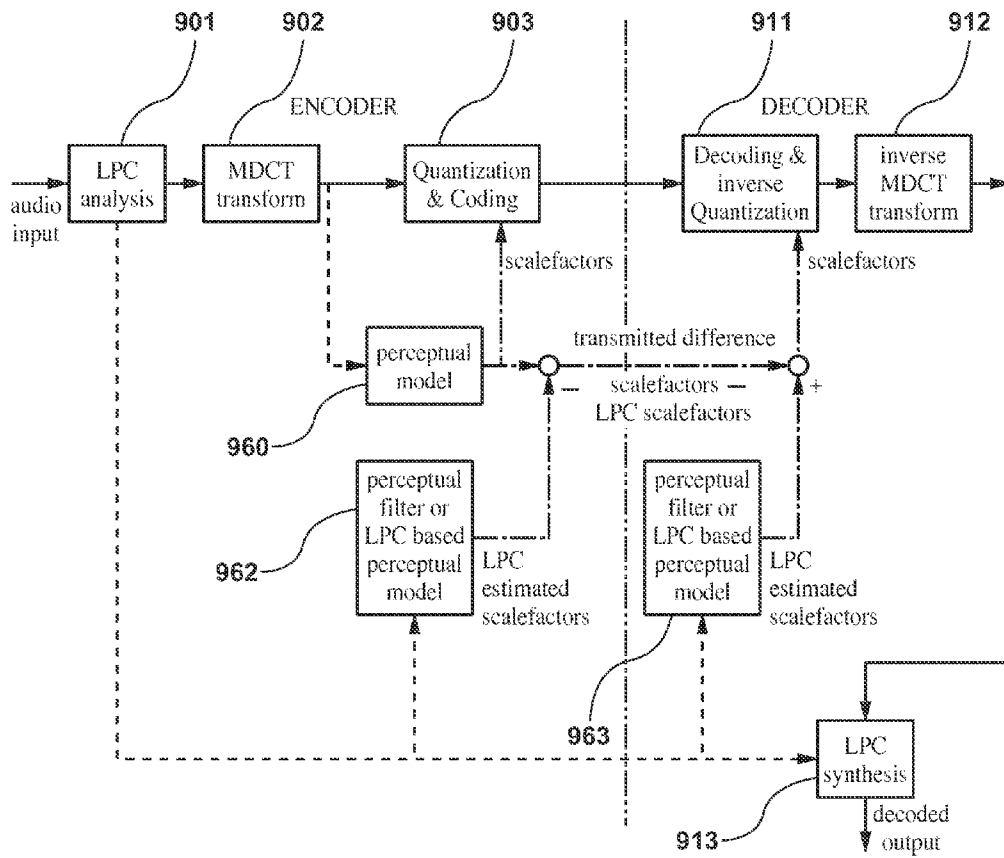 901
902
903
911
912
ENCODER
DECODER
LPC
analysis
MDCT
transform
Quantization
& Coding
Decoding &
inverse
Quantization
inverse
MDCT
transform
audio
input
scalefactors
scalefactors
perceptual
model
transmitted difference
−
scalefactors −
LPC scalefactors
+
960
perceptual
filter or
LPC based
perceptual
model
962
LPC
estimated
scalefactors
perceptual
filter or
LPC based
perceptual
model
LPC
estimated
scalefactors
963
LPC
synthesis
913
decoded
output